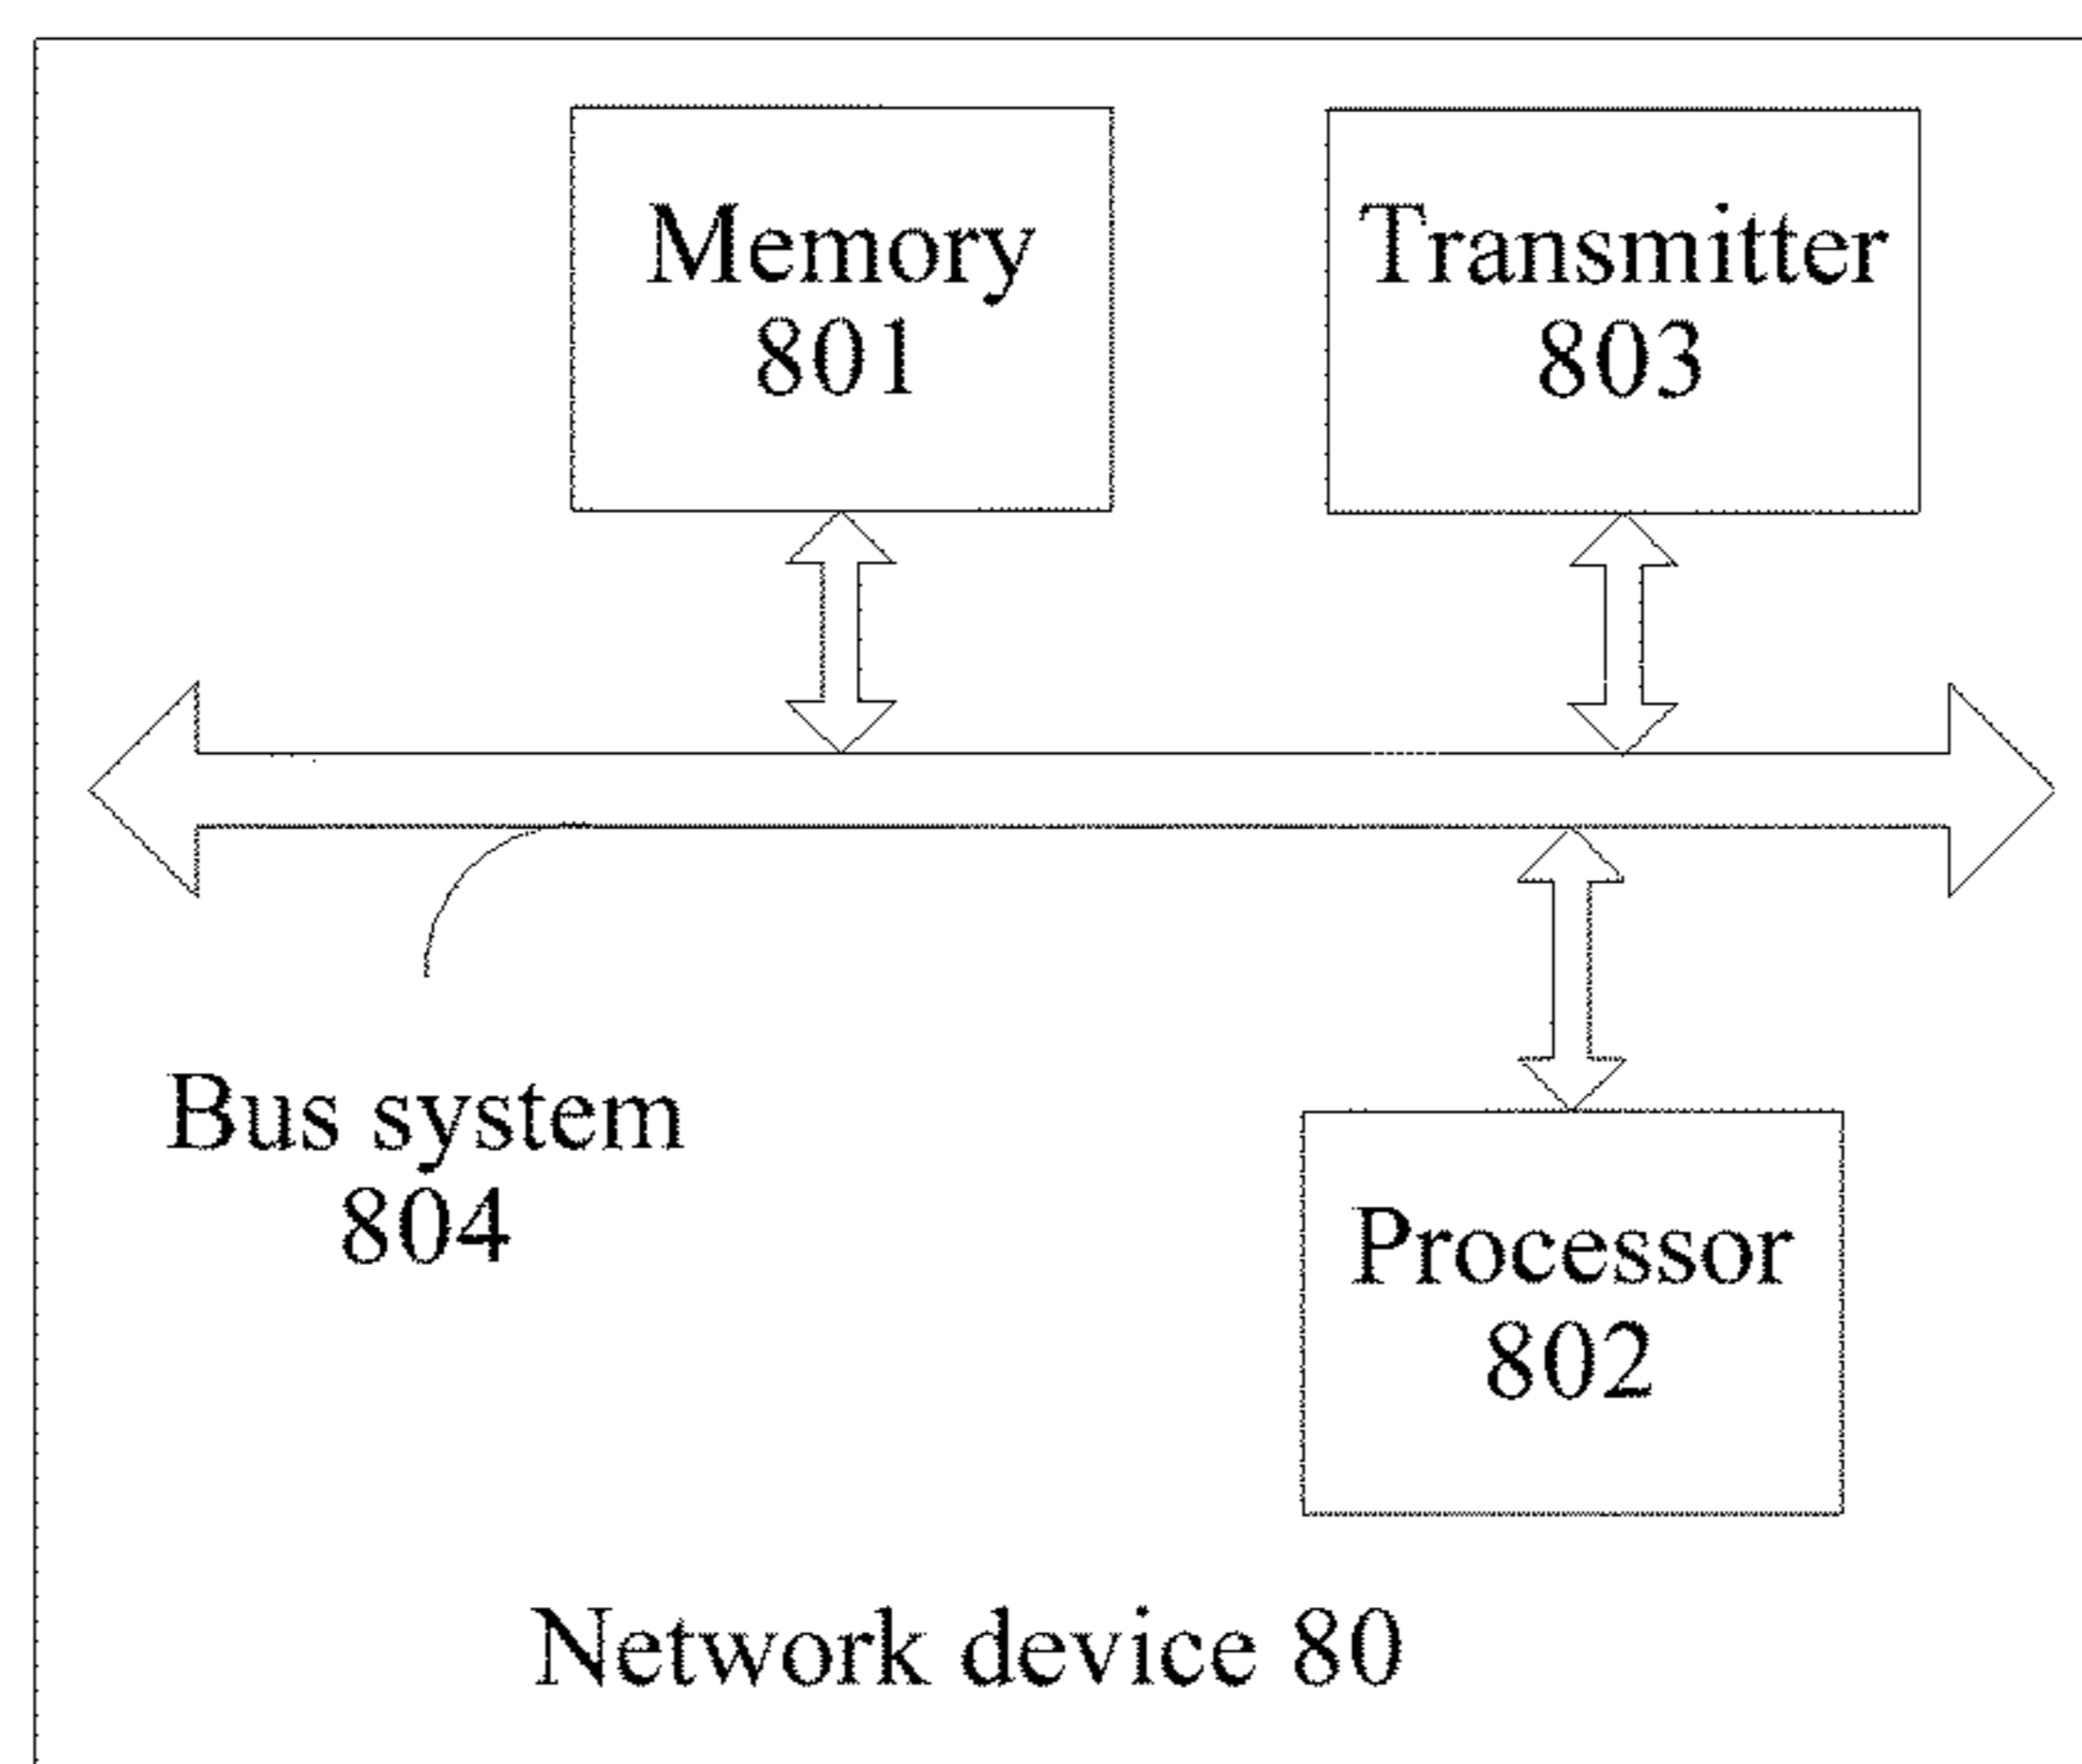 Memory
801
Transmitter
803
Bus system
804
Processor
802
Network device 80